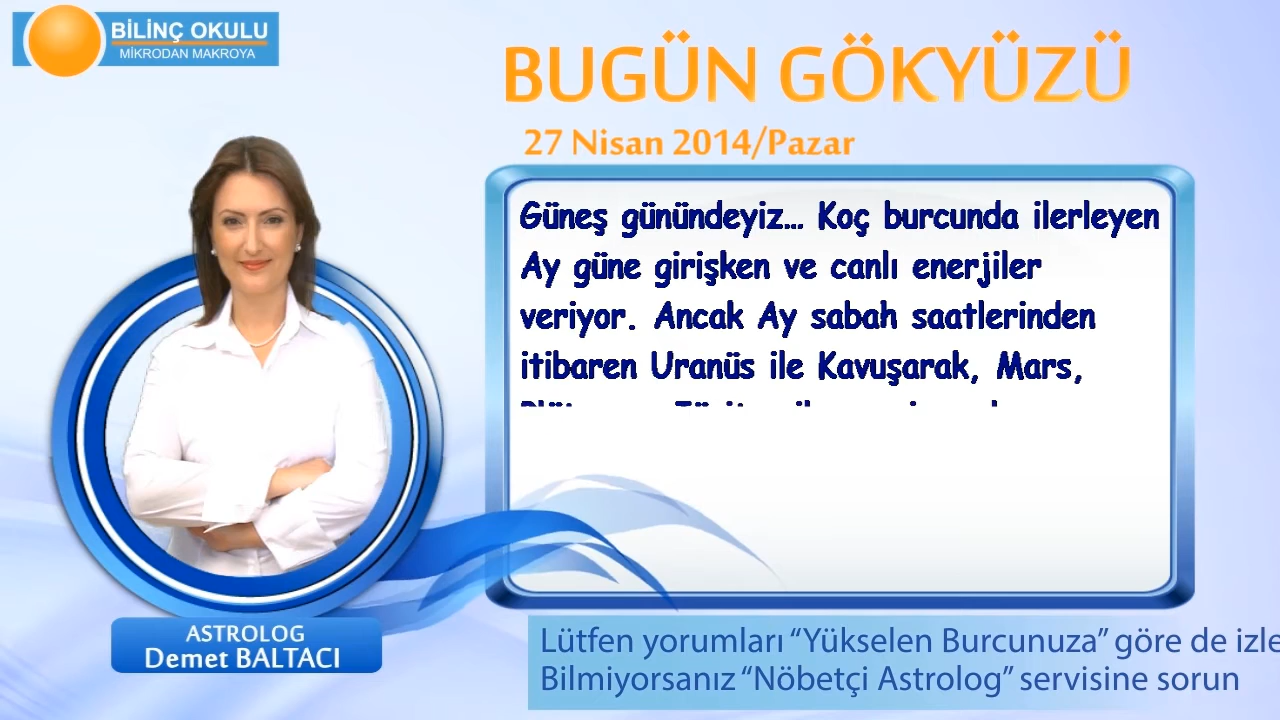 BİLİNÇ OKULU
MİKRODAN MAKROYA
BUGÜN GÖKYÜZÜ
27 Nisan 2014/Pazar
Güneş günündeyiz... Koç burcunda ilerleyen
Ay güne girişken ve canlı enerjiler
veriyor. Ancak Ay sabah saatlerinden
itibaren Uranüs ile Kavuşarak, Mars,
ASTROLOG
Demet BALTACI
Lütfen yorumları “Yükselen Burcunuza” göre de
Bilmiyorsanız “Nöbetçi Astrolog” servisine sorun